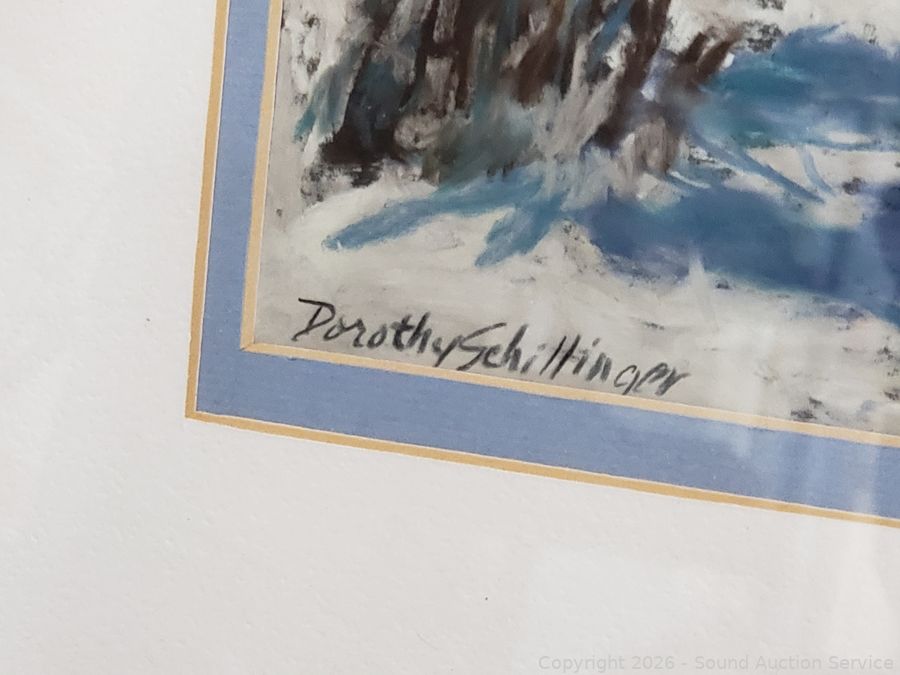 Dorothy Schillinger
Copyright 2026 - Sound Auction Service